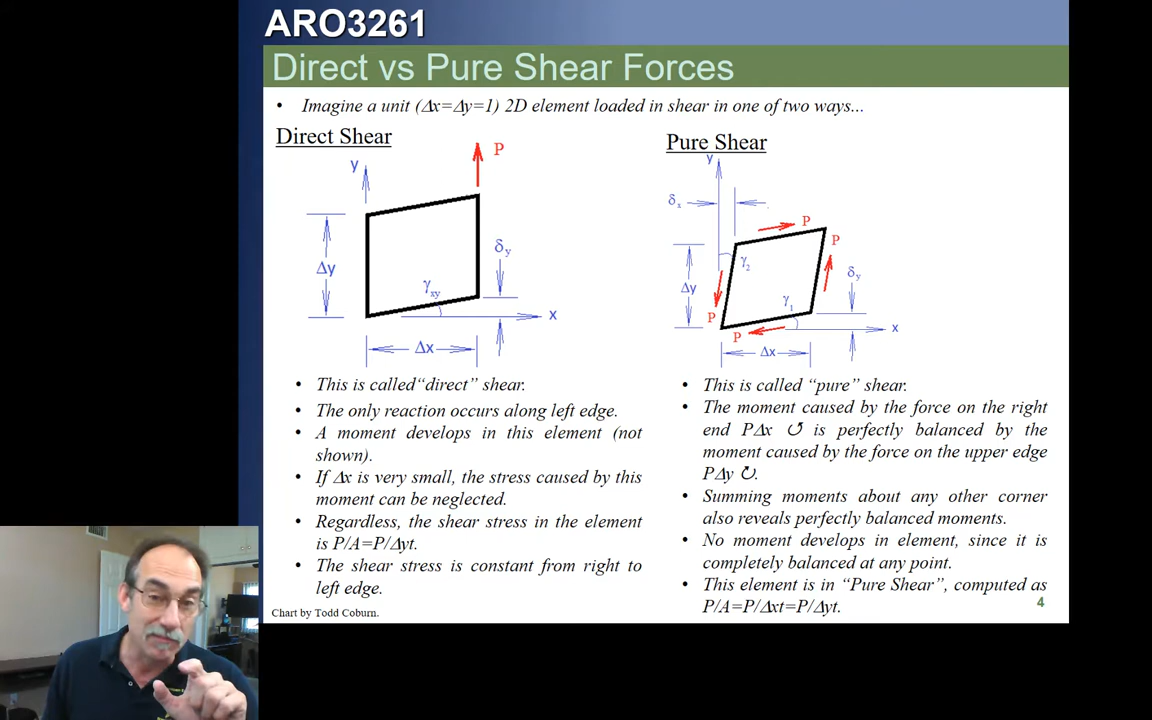 ARO3261
Direct vs Pure Shear Forces
• Imagine a unit (Δx=Δy=1) 2D element loaded in shear in one of two ways...
Direct Shear
y
P
Δy
δy
γxy
x
Δx
• This is called“direct” shear.
• The only reaction occurs along left edge.
• A moment develops in this element (not
shown).
• If Δx is very small, the stress caused by this
moment can be neglected.
• Regardless, the shear stress in the element
is P/A=P/Δyt.
• The shear stress is constant from right to
left edge.
Chart by Todd Coburn.
Pure Shear
y
δx
P
P
γ2
δy
Δy
γ1
P
x
P
Δx
• This is called “pure” shear.
• The moment caused by the force on the right
end PΔx ↺ is perfectly balanced by the
moment caused by the force on the upper edge
PΔy ↻.
• Summing moments about any other corner
also reveals perfectly balanced moments.
• No moment develops in element, since it is
completely balanced at any point.
• This element is in “Pure Shear”, computed as
P/A=P/Δxt=P/Δyt.
4